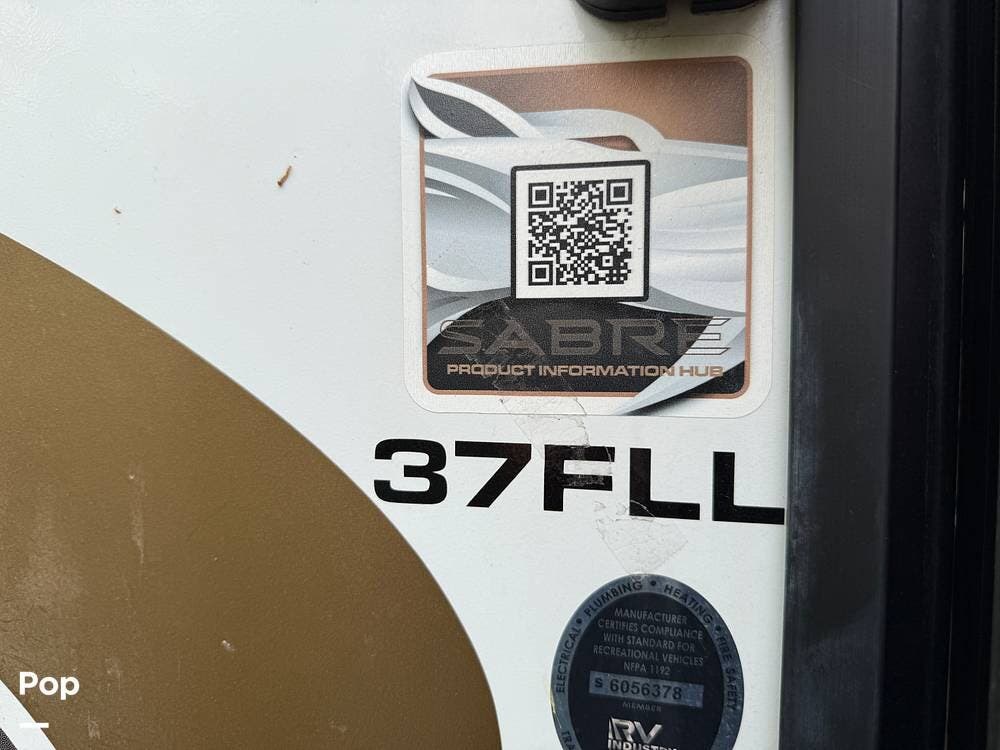 SABRE
PRODUCT INFORMATION HUB
37FLL
ELECTRICAL • PLUMBING • HEATING • FIRE SAFETY
MANUFACTURER
CERTIFIES COMPLIANCE
WITH STANDARD FOR
RECREATIONAL VEHICLES
NFPA 1192
S 6056378
MEMBER
RV
INDUSTRY
Pop